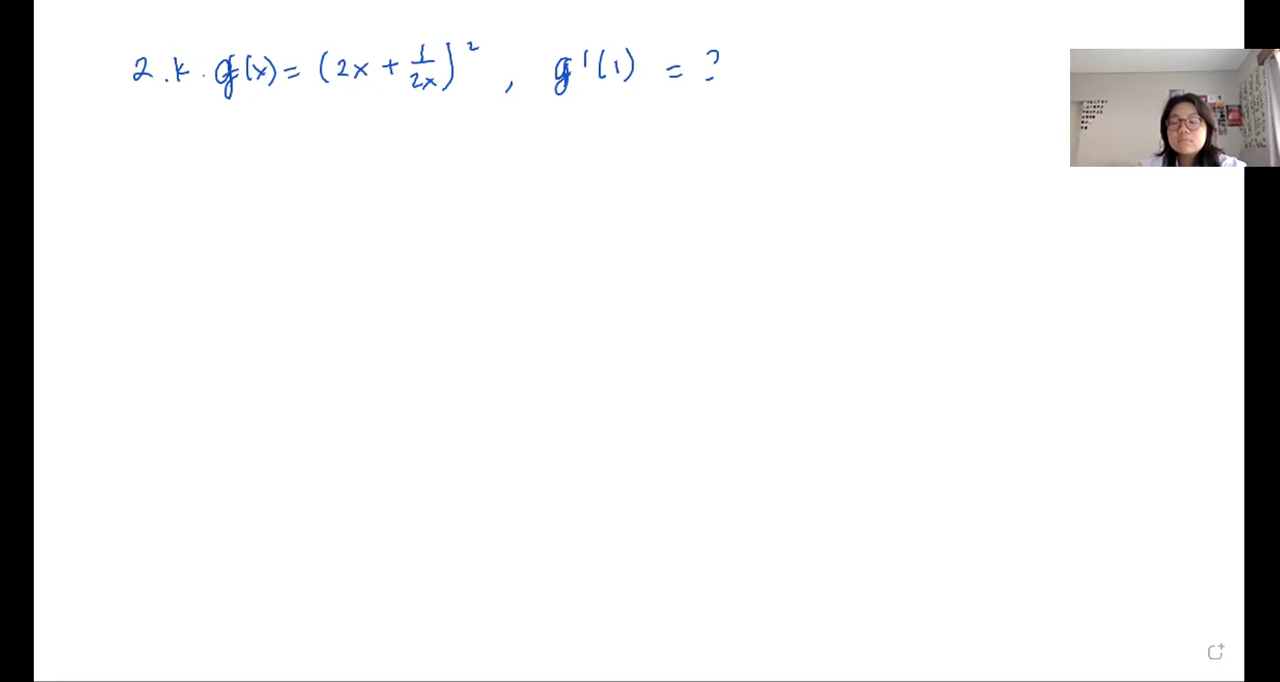 2.k. g(x) = (2x + 1/2x)², g'(1) = ?